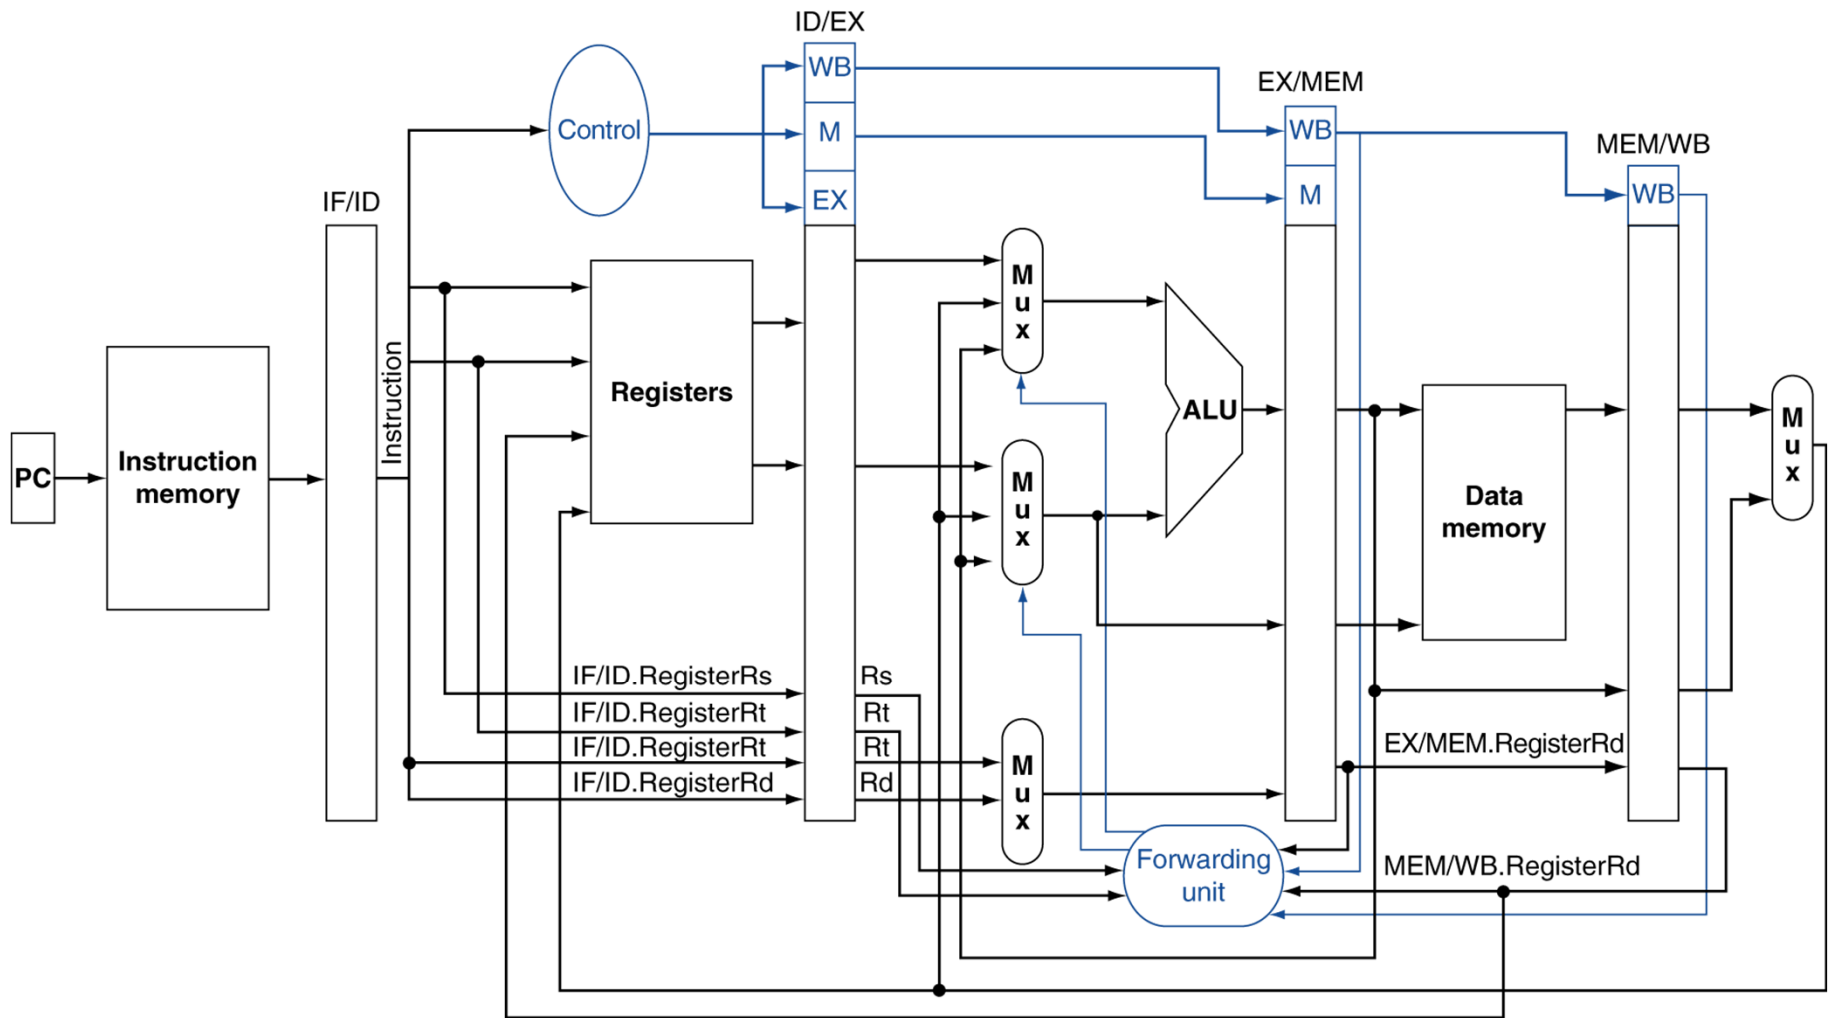 ID/EX
WB
EX/MEM
Control
M
WB
MEM/WB
EX
M
WB
IF/ID
M
u
x
Instruction
Registers
ALU
M
u
x
PC
Instruction
memory
M
u
x
Data
memory
IF/ID.RegisterRs
Rs
IF/ID.RegisterRt
Rt
IF/ID.RegisterRt
Rt
IF/ID.RegisterRd
Rd
M
u
x
EX/MEM.RegisterRd
Forwarding
unit
MEM/WB.RegisterRd